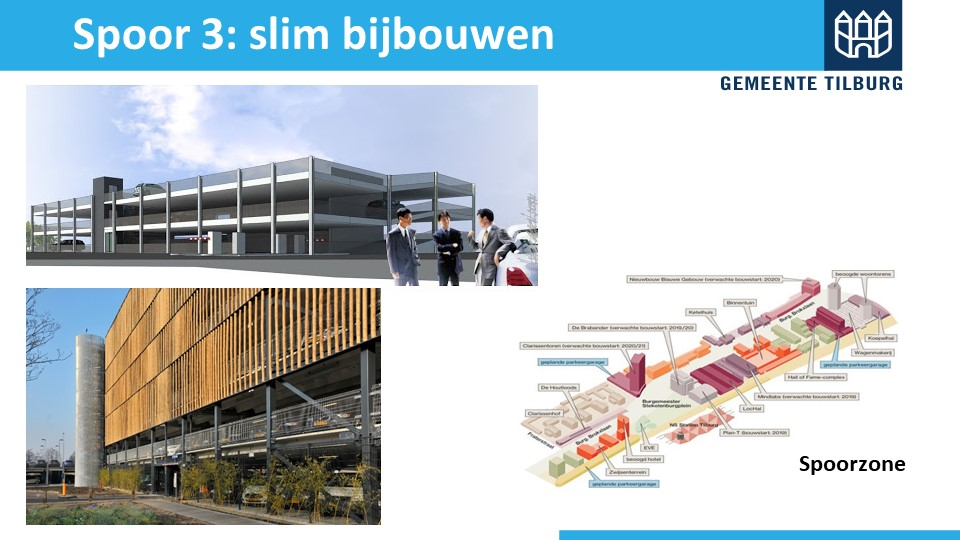 Spoor 3: slim bijbouwen
GEMEENTE TILBURG
beoogde woontorens
Nieuwbouw Blauwe Gebouw (verwachte bouwstart: 2020)
Binnentuin
Burg. Brokxlaan
Ketelhuis
De Brabander (verwachte bouwstart: 2019/20)
Koepelhal
Clarissentoren (verwachte bouwstart: 2020/21)
Wagenmakerij
geplande parkeergarage
geplande parkeergarage
Hall of Fame-complex
De Houtloods
Mindlabs (verwachte bouwstart: 2019)
Burgemeester
Stekelenburgplein
LocHal
Clarissenhof
NS Station Tilburg
Burg. Brokxlaan
Plan-T (bouwstart: 2019)
Fraterstraat
EVE
beoogd hotel
Zwijsenterrein
geplande parkeergarage
Spoorzone